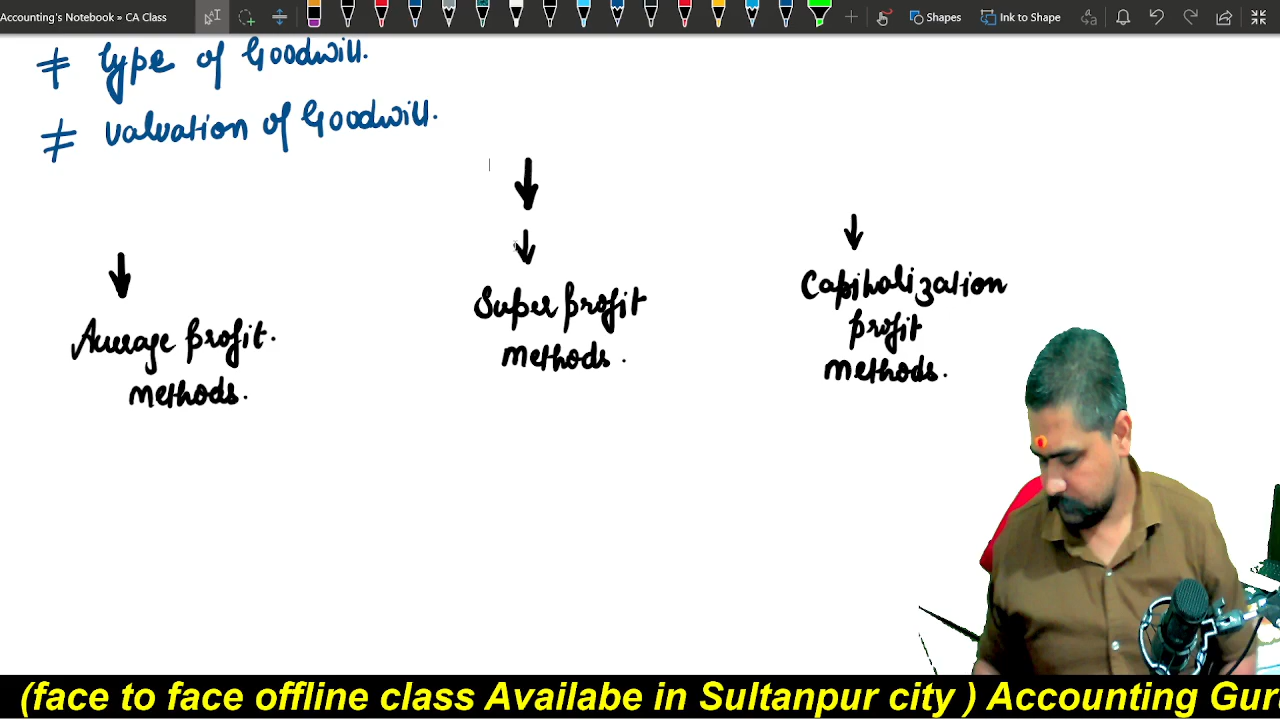 Accounting's Notebook » CA Class
Shapes
Ink to Shape
≠ type of Goodwill.
≠ valuation of Goodwill.
Average profit.
methods.
Super profit
methods.
Capitalization
profit
methods.
(face to face offline class Availabe in Sultanpur city ) Accounting Gur